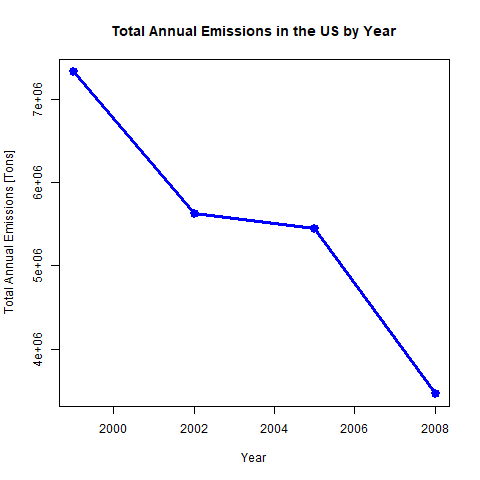 Total Annual Emissions in the US by Year
Total Annual Emissions [Tons]
7e+06
6e+06
5e+06
4e+06
2000 2002 2004 2006 2008
Year